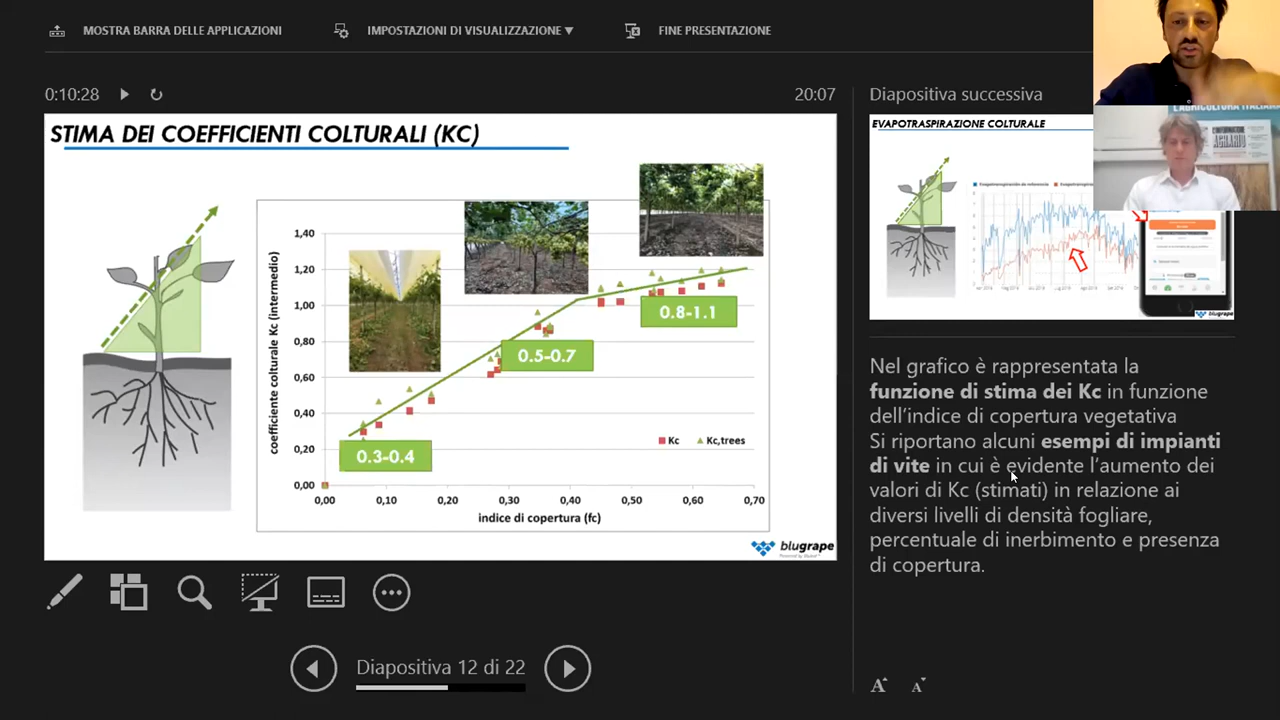 MOSTRA BARRA DELLE APPLICAZIONI
IMPOSTAZIONI DI VISUALIZZAZIONE ▼
FINE PRESENTAZIONE
0:10:28
20:07
STIMA DEI COEFFICIENTI COLTURALI (KC)
coefficiente colturale Kc (intermedio)
1,40
1,20
1,00
0,80
0,60
0,40
0,20
0,00
0.3-0.4
0.5-0.7
0.8-1.1
Kc
Kc,trees
0,00
0,10
0,20
0,30
0,40
0,50
0,60
0,70
indice di copertura (fc)
blugrape
Diapositiva 12 di 22
Diapositiva successiva
EVAPOTRASPIRAZIONE COLTURALE
L'AGRICOLTURA ITALIANA
L'INFORMATORE
AGRARIO
blugrape
Nel grafico è rappresentata la
funzione di stima dei Kc in funzione
dell'indice di copertura vegetativa
Si riportano alcuni esempi di impianti
di vite in cui è evidente l'aumento dei
valori di Kc (stimati) in relazione ai
diversi livelli di densità fogliare,
percentuale di inerbimento e presenza
di copertura.
A
A